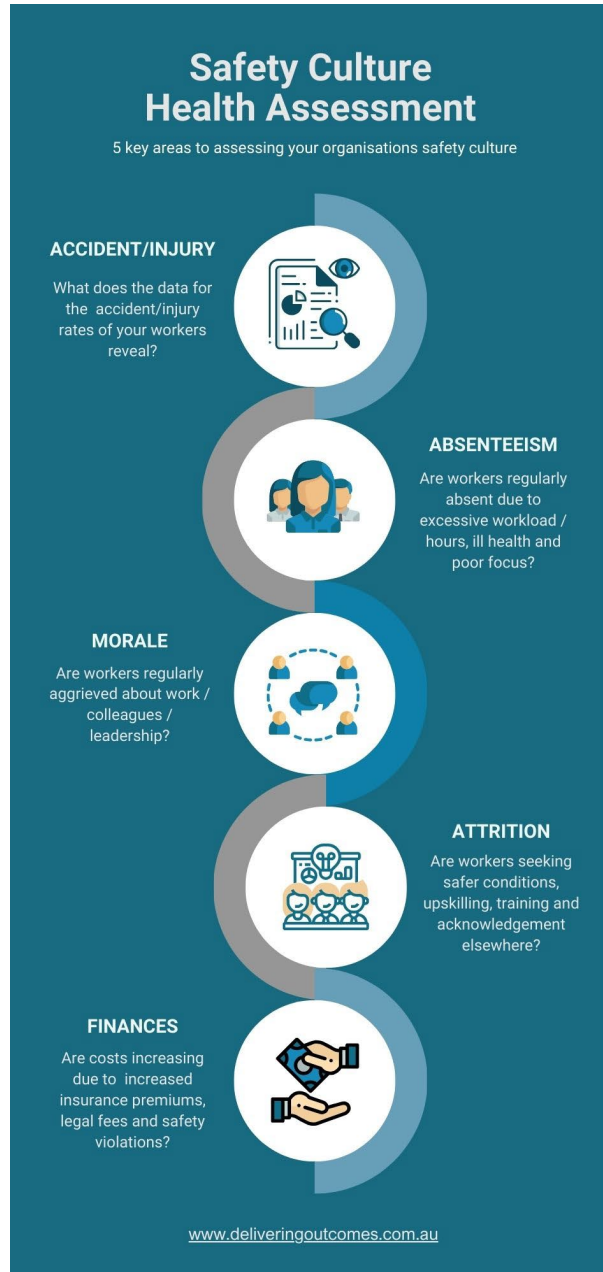 Safety Culture
Health Assessment
5 key areas to assessing your organisations safety culture
ACCIDENT/INJURY
What does the data for
the accident/injury
rates of your workers
reveal?
ABSENTEEISM
Are workers regularly
absent due to
excessive workload /
hours, ill health and
poor focus?
MORALE
Are workers regularly
aggrieved about work /
colleagues /
leadership?
ATTRITION
Are workers seeking
safer conditions,
upskilling, training and
acknowledgement
elsewhere?
FINANCES
Are costs increasing
due to increased
insurance premiums,
legal fees and safety
violations?
www.deliveringoutcomes.com.au